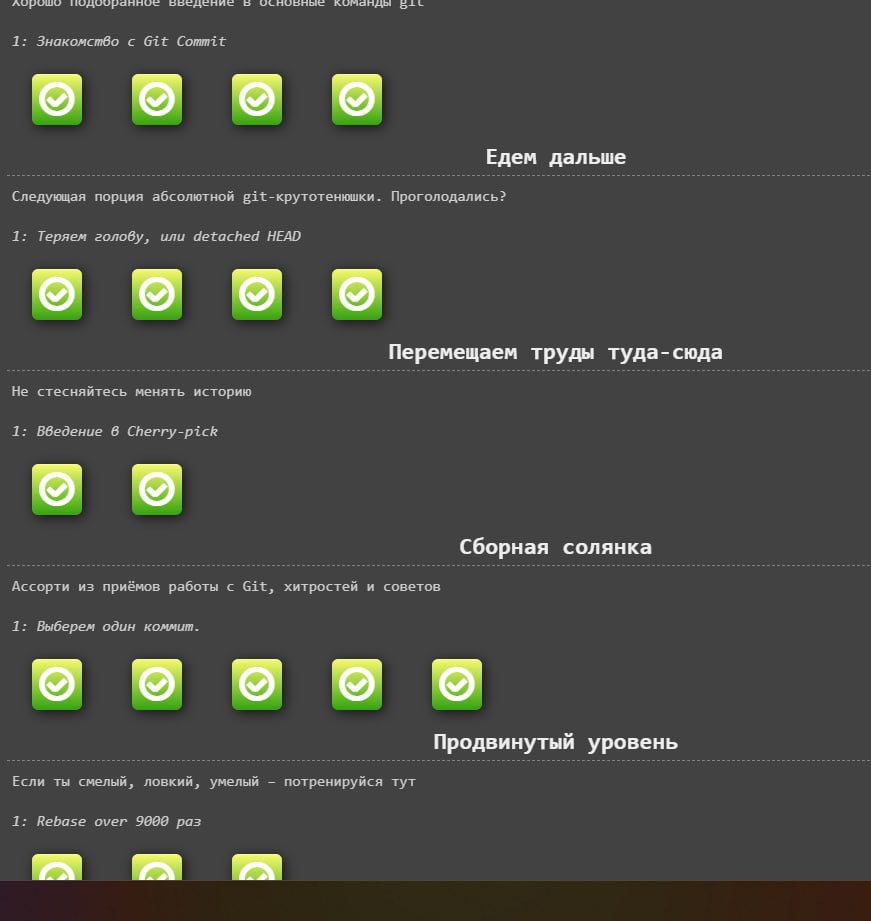 Хорошо подобранное введение в основные команды git
1: Знакомство с Git Commit
Едем дальше
Следующая порция абсолютной git-крутотенюшки. Проголодались?
1: Теряем голову, или detached HEAD
Перемещаем труды туда-сюда
Не стесняйтесь менять историю
1: Введение в Cherry-pick
Сборная солянка
Ассорти из приёмов работы с Git, хитростей и советов
1: Выберем один коммит.
Продвинутый уровень
Если ты смелый, ловкий, умелый – потренируйся тут
1: Rebase over 9000 раз